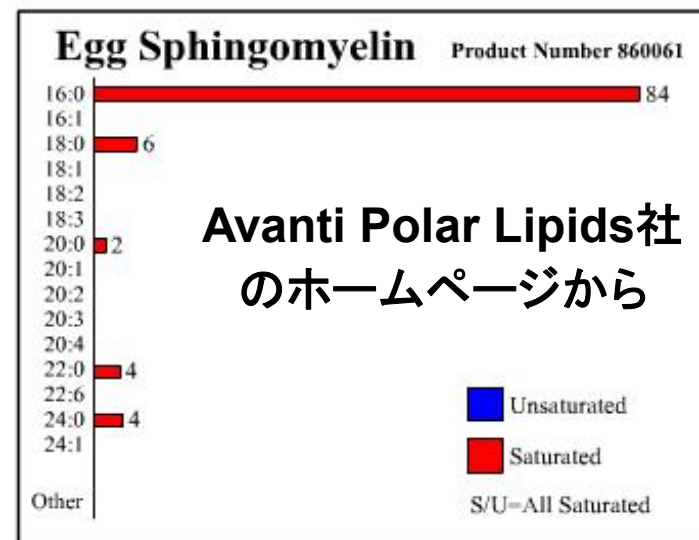 Egg Sphingomyelin Product Number 860061
16:0 84
16:1
18:0 6
18:1
18:2
18:3
20:0 2
20:1
20:2
20:3
20:4
22:0 4
22:6
24:0 4
24:1
Other
Avanti Polar Lipids社
のホームページから
Unsaturated
Saturated
S/U=All Saturated